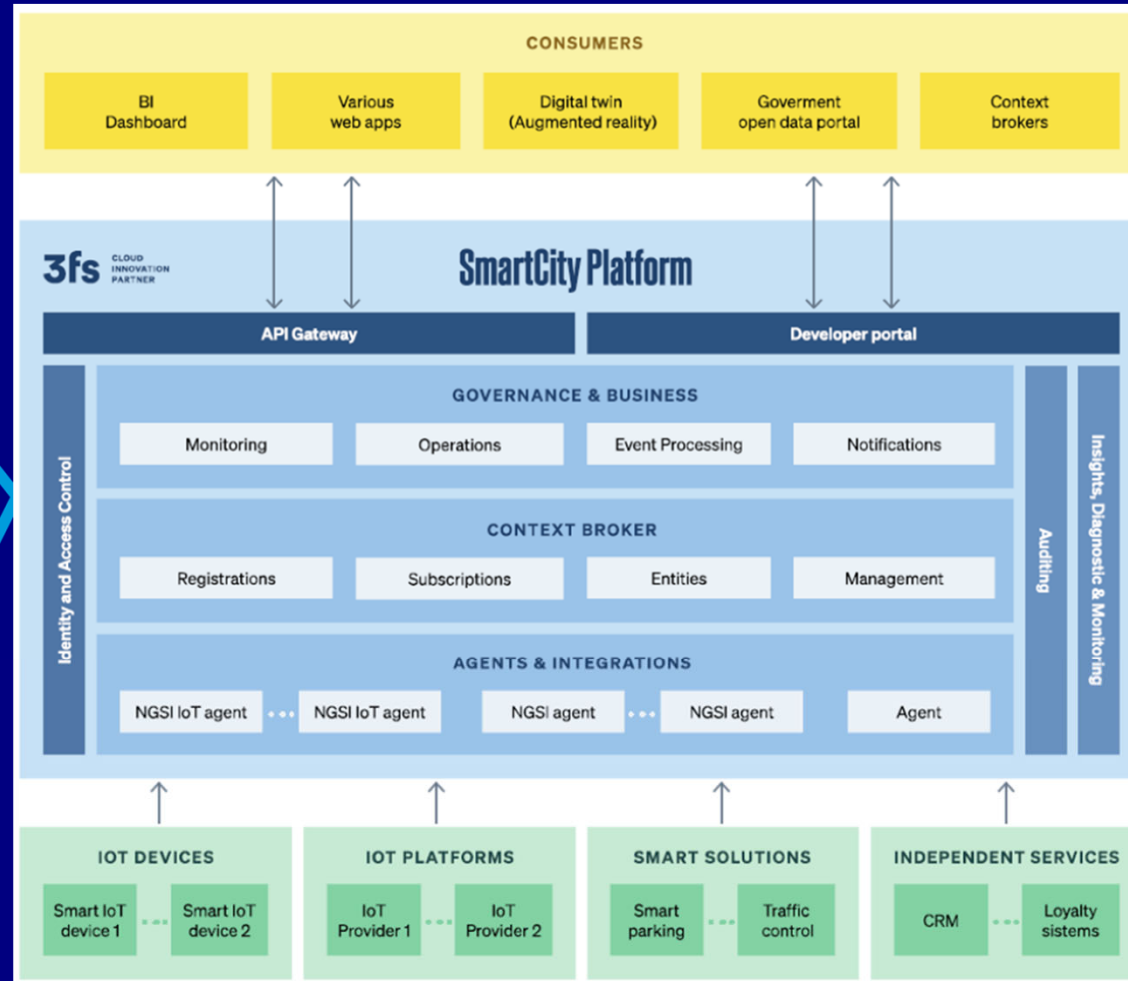 CONSUMERS
BI
Dashboard
Various
web apps
Digital twin
(Augmented reality)
Goverment
open data portal
Context
brokers
3fs
CLOUD
INNOVATION
PARTNER
SmartCity Platform
API Gateway
Developer portal
Identity and Access Control
GOVERNANCE & BUSINESS
Monitoring
Operations
Event Processing
Notifications
CONTEXT BROKER
Registrations
Subscriptions
Entities
Management
AGENTS & INTEGRATIONS
NGSI IoT agent
NGSI IoT agent
NGSI agent
NGSI agent
Agent
Auditing
Insights, Diagnostic & Monitoring
IOT DEVICES
Smart IoT
device 1
Smart IoT
device 2
IOT PLATFORMS
IoT
Provider 1
IoT
Provider 2
SMART SOLUTIONS
Smart
parking
Traffic
control
INDEPENDENT SERVICES
CRM
Loyalty
sistems